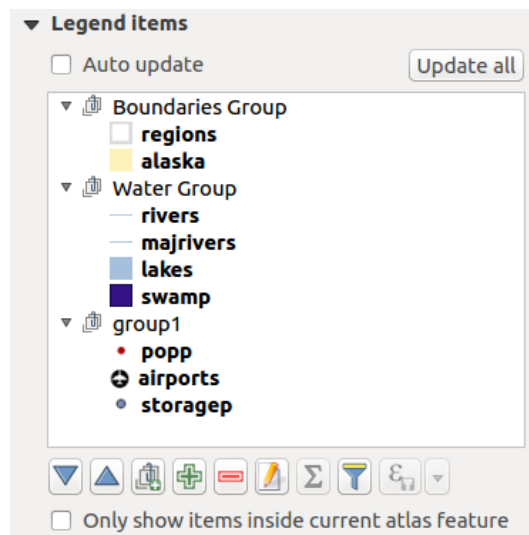 Legend items
Auto update
Update all
Boundaries Group
regions
alaska
Water Group
rivers
majrivers
lakes
swamp
group1
popp
airports
storagep
Σ
ε
Only show items inside current atlas feature